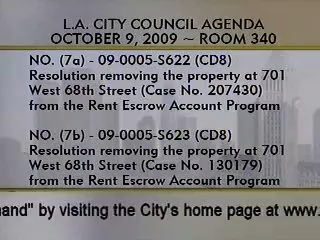 L.A. CITY COUNCIL AGENDA
OCTOBER 9, 2009 ~ ROOM 340
NO. (7a) - 09-0005-S622 (CD8)
Resolution removing the property at 701
West 68th Street (Case No. 207430)
from the Rent Escrow Account Program
NO. (7b) - 09-0005-S623 (CD8)
Resolution removing the property at 701
West 68th Street (Case No. 130179)
from the Rent Escrow Account Program
nand" by visiting the City's home page at www.